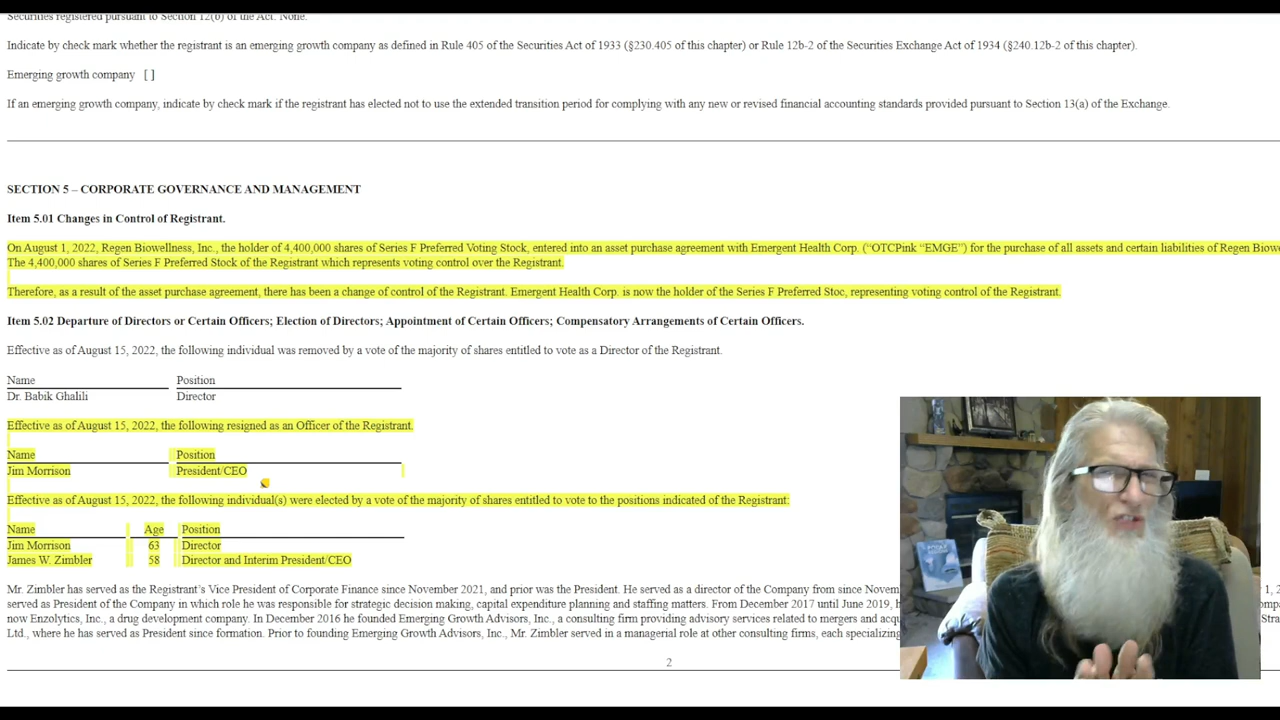 Securities registered pursuant to Section 12(b) of the Act. None.
Indicate by check mark whether the registrant is an emerging growth company as defined in Rule 405 of the Securities Act of 1933 (§230.405 of this chapter) or Rule 12b-2 of the Securities Exchange Act of 1934 (§240.12b-2 of this chapter).
Emerging growth company [ ]
If an emerging growth company, indicate by check mark if the registrant has elected not to use the extended transition period for complying with any new or revised financial accounting standards provided pursuant to Section 13(a) of the Exchange.
SECTION 5 – CORPORATE GOVERNANCE AND MANAGEMENT
Item 5.01 Changes in Control of Registrant.
On August 1, 2022, Regen Biowellness, Inc., the holder of 4,400,000 shares of Series F Preferred Voting Stock, entered into an asset purchase agreement with Emergent Health Corp. (“OTCPink “EMGE”) for the purchase of all assets and certain liabilities of Regen Biowe
The 4,400,000 shares of Series F Preferred Stock of the Registrant which represents voting control over the Registrant.
Therefore, as a result of the asset purchase agreement, there has been a change of control of the Registrant. Emergent Health Corp. is now the holder of the Series F Preferred Stoc, representing voting control of the Registrant.
Item 5.02 Departure of Directors or Certain Officers; Election of Directors; Appointment of Certain Officers; Compensatory Arrangements of Certain Officers.
Effective as of August 15, 2022, the following individual was removed by a vote of the majority of shares entitled to vote as a Director of the Registrant.
Name Position
Dr. Babik Ghalili Director
Effective as of August 15, 2022, the following resigned as an Officer of the Registrant.
Name Position
Jim Morrison President/CEO
Effective as of August 15, 2022, the following individual(s) were elected by a vote of the majority of shares entitled to vote to the positions indicated of the Registrant:
Name Age Position
Jim Morrison 63 Director
James W. Zimbler 58 Director and Interim President/CEO
Mr. Zimbler has served as the Registrant’s Vice President of Corporate Finance since November 2021, and prior was the President. He served as a director of the Company from since Novem 1, 2
served as President of the Company in which role he was responsible for strategic decision making, capital expenditure planning and staffing matters. From December 2017 until June 2019, h ompa
now Enzolytics, Inc., a drug development company. In December 2016 he founded Emerging Growth Advisors, Inc., a consulting firm providing advisory services related to mergers and acqu Stra
Ltd., where he has served as President since formation. Prior to founding Emerging Growth Advisors, Inc., Mr. Zimbler served in a managerial role at other consulting firms, each specializing
2